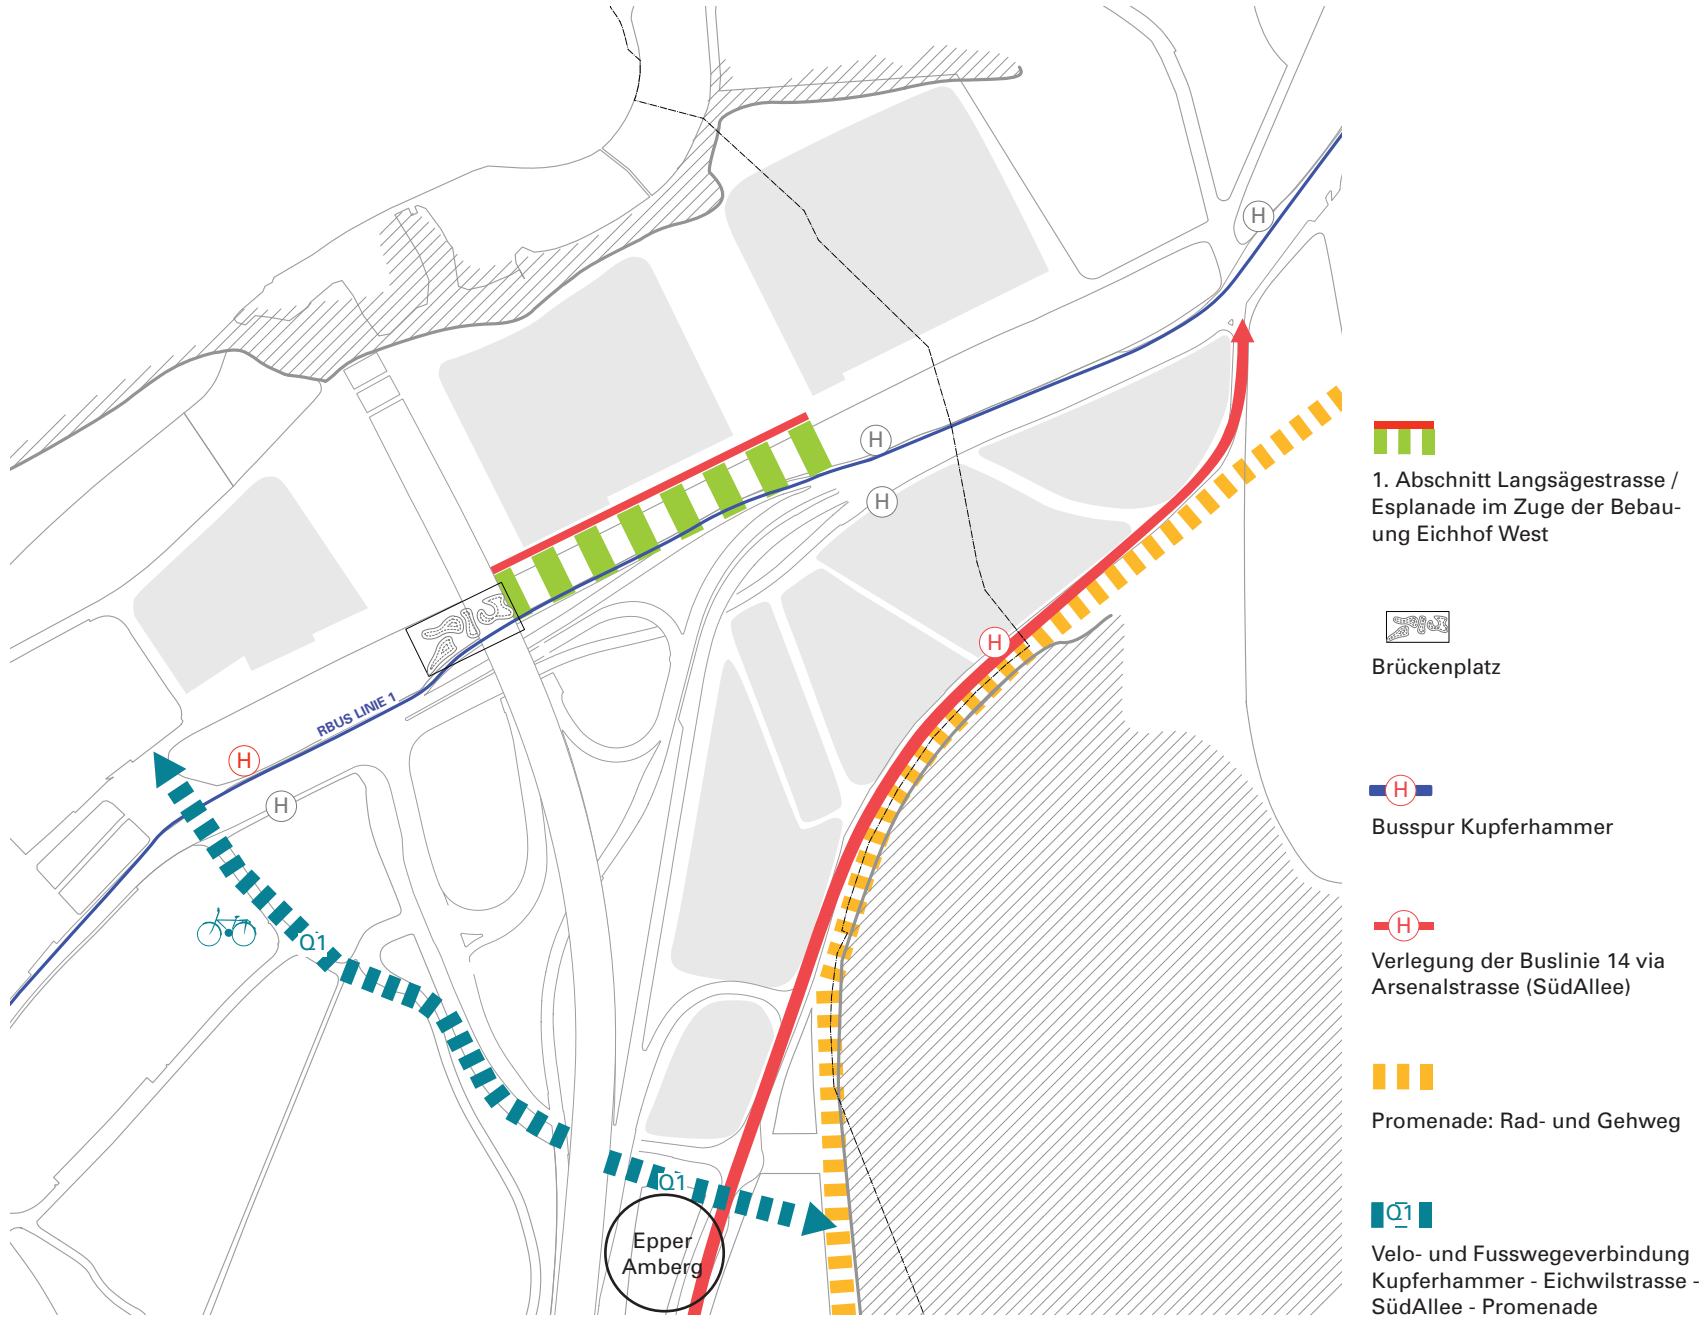 H
H
H
H
RBUS LINIE 1
H
H
Q1
Q1
Epper
Amberg
1. Abschnitt Langsägestrasse /
Esplanade im Zuge der Bebau-
ung Eichhof West
Brückenplatz
H
Busspur Kupferhammer
H
Verlegung der Buslinie 14 via
Arsenalstrasse (SüdAllee)
Promenade: Rad- und Gehweg
Q1
Velo- und Fusswegeverbindung
Kupferhammer - Eichwilstrasse -
SüdAllee - Promenade